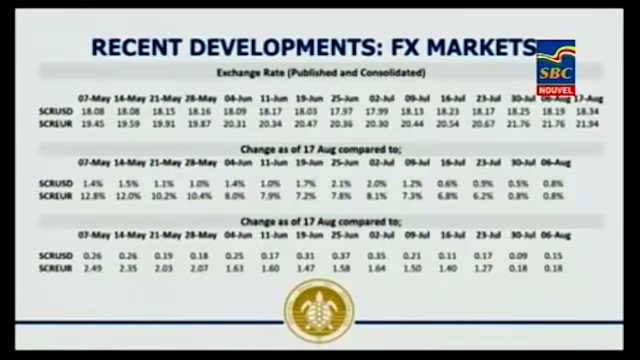 RECENT DEVELOPMENTS: FX MARKETS
SBC
NOUVEL
Exchange Rate (Published and Consolidated)
07-May 14-May 21-May 28-May 04-Jun 11-Jun 19-Jun 25-Jun 02-Jul 09-Jul 16-Jul 23-Jul 30-Jul 06-Aug 17-Aug
SCRUSD 18.08 18.08 18.15 18.16 18.09 18.17 18.03 17.97 17.99 18.13 18.23 18.17 18.25 18.19 18.34
SCREUR 19.45 19.59 19.91 19.87 20.31 20.34 20.47 20.36 20.30 20.44 20.54 20.67 21.76 21.76 21.94
Change as of 17 Aug compared to;
07-May 14-May 21-May 28-May 04-Jun 11-Jun 19-Jun 25-Jun 02-Jul 09-Jul 16-Jul 23-Jul 30-Jul 06-Aug
SCRUSD 1.4% 1.5% 1.1% 1.0% 1.4% 1.0% 1.7% 2.1% 2.0% 1.2% 0.6% 0.9% 0.5% 0.8%
SCREUR 12.8% 12.0% 10.2% 10.4% 8.0% 7.9% 7.2% 7.8% 8.1% 7.3% 6.8% 6.2% 0.8% 0.8%
Change as of 17 Aug compared to;
07-May 14-May 21-May 28-May 04-Jun 11-Jun 19-Jun 25-Jun 02-Jul 09-Jul 16-Jul 23-Jul 30-Jul 06-Aug
SCRUSD 0.26 0.26 0.19 0.18 0.25 0.17 0.31 0.37 0.35 0.21 0.11 0.17 0.09 0.15
SCREUR 2.49 2.35 2.03 2.07 1.63 1.60 1.47 1.58 1.64 1.50 1.40 1.27 0.18 0.18